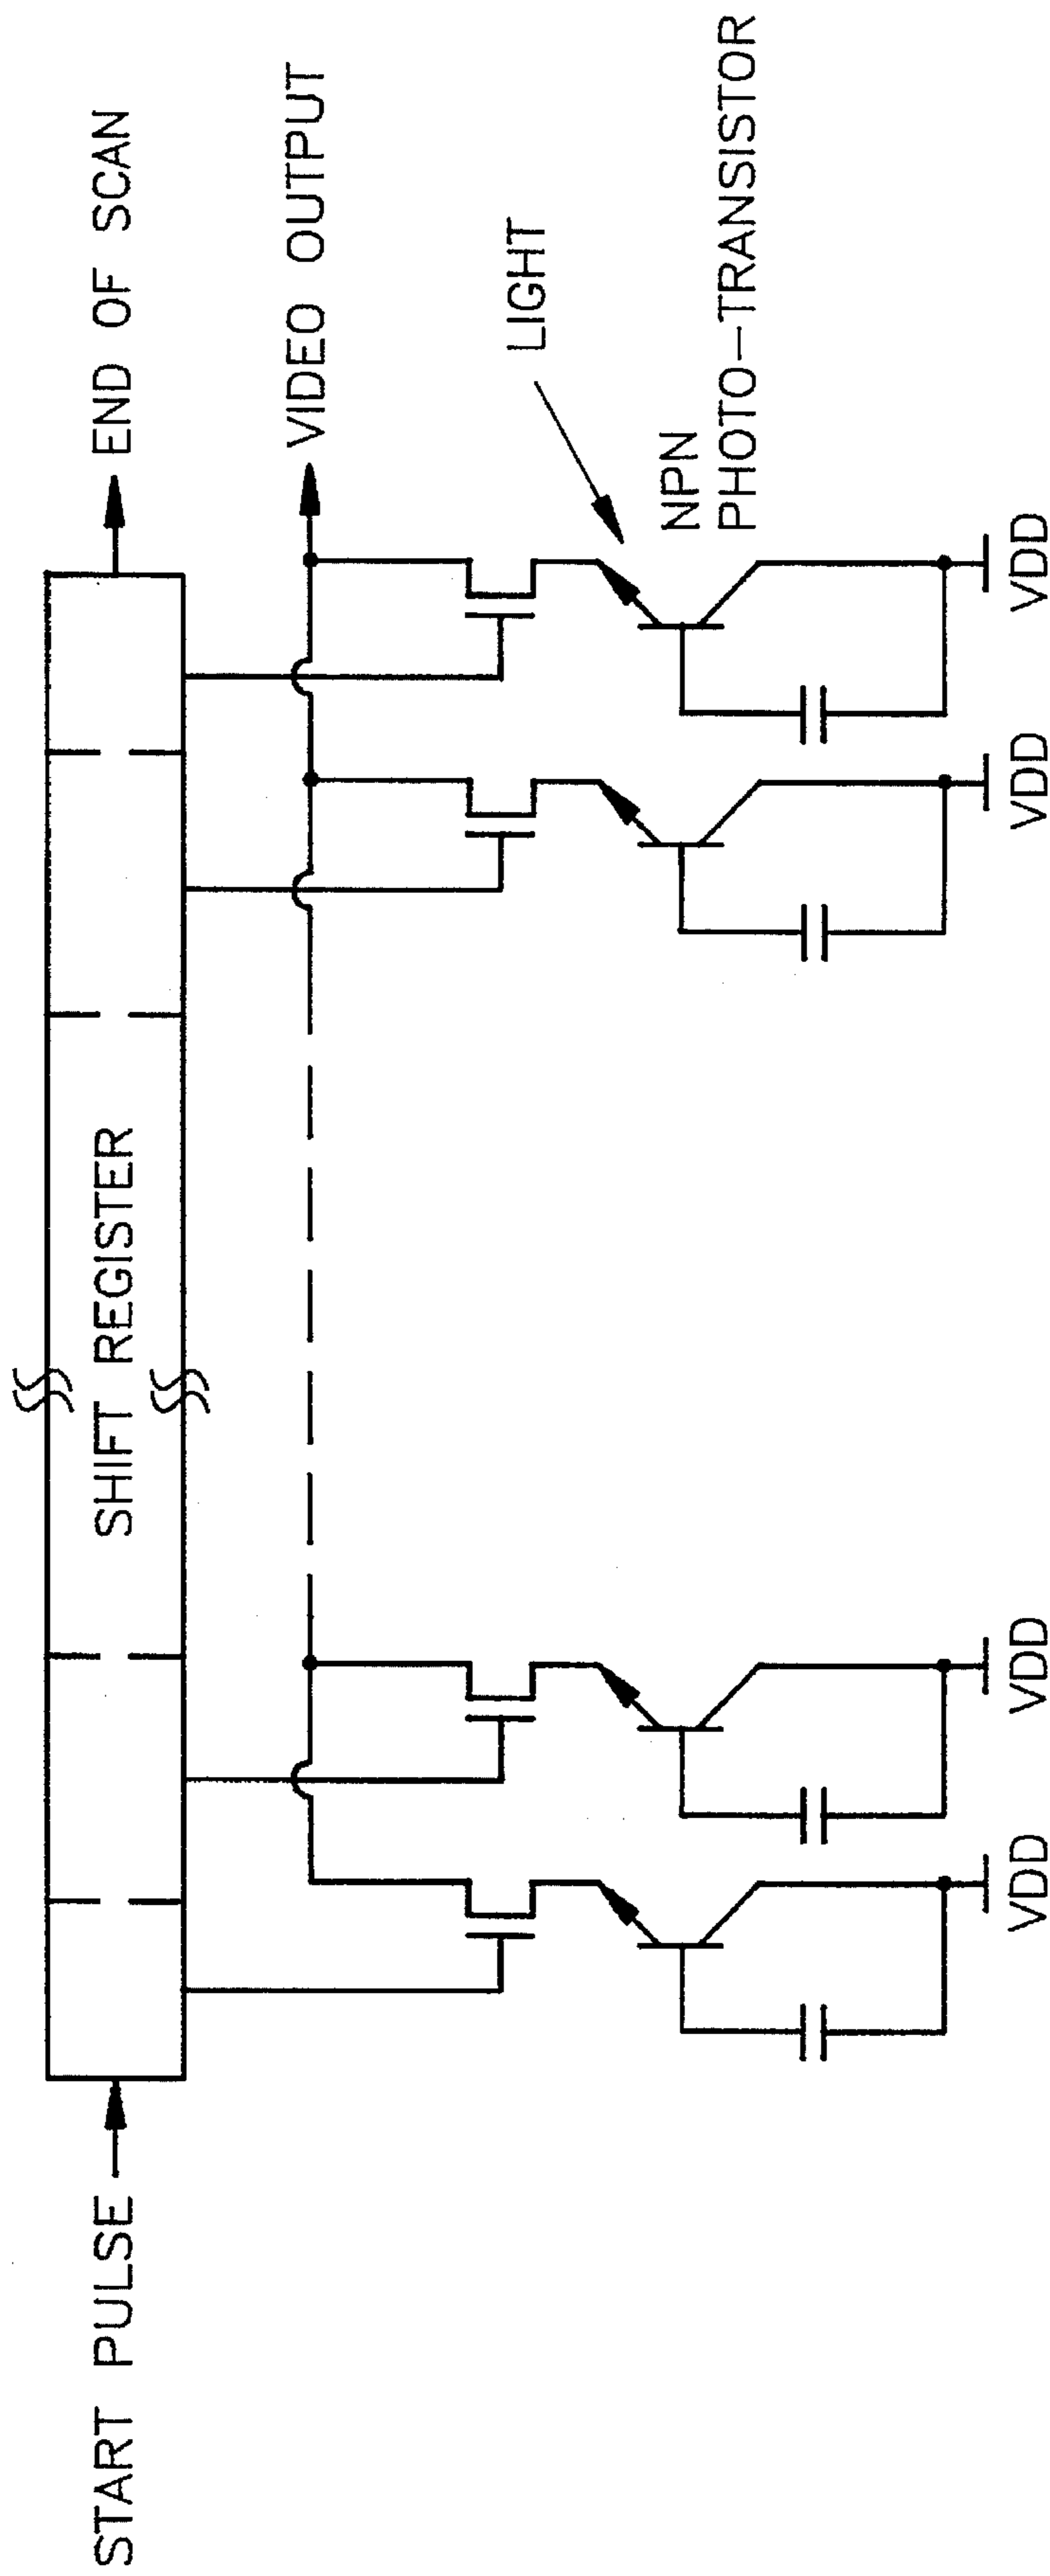 START PULSE
SHIFT REGISTER
END OF SCAN
VIDEO OUTPUT
LIGHT
NPN
PHOTO-TRANSISTOR
VDD
VDD
VDD
VDD